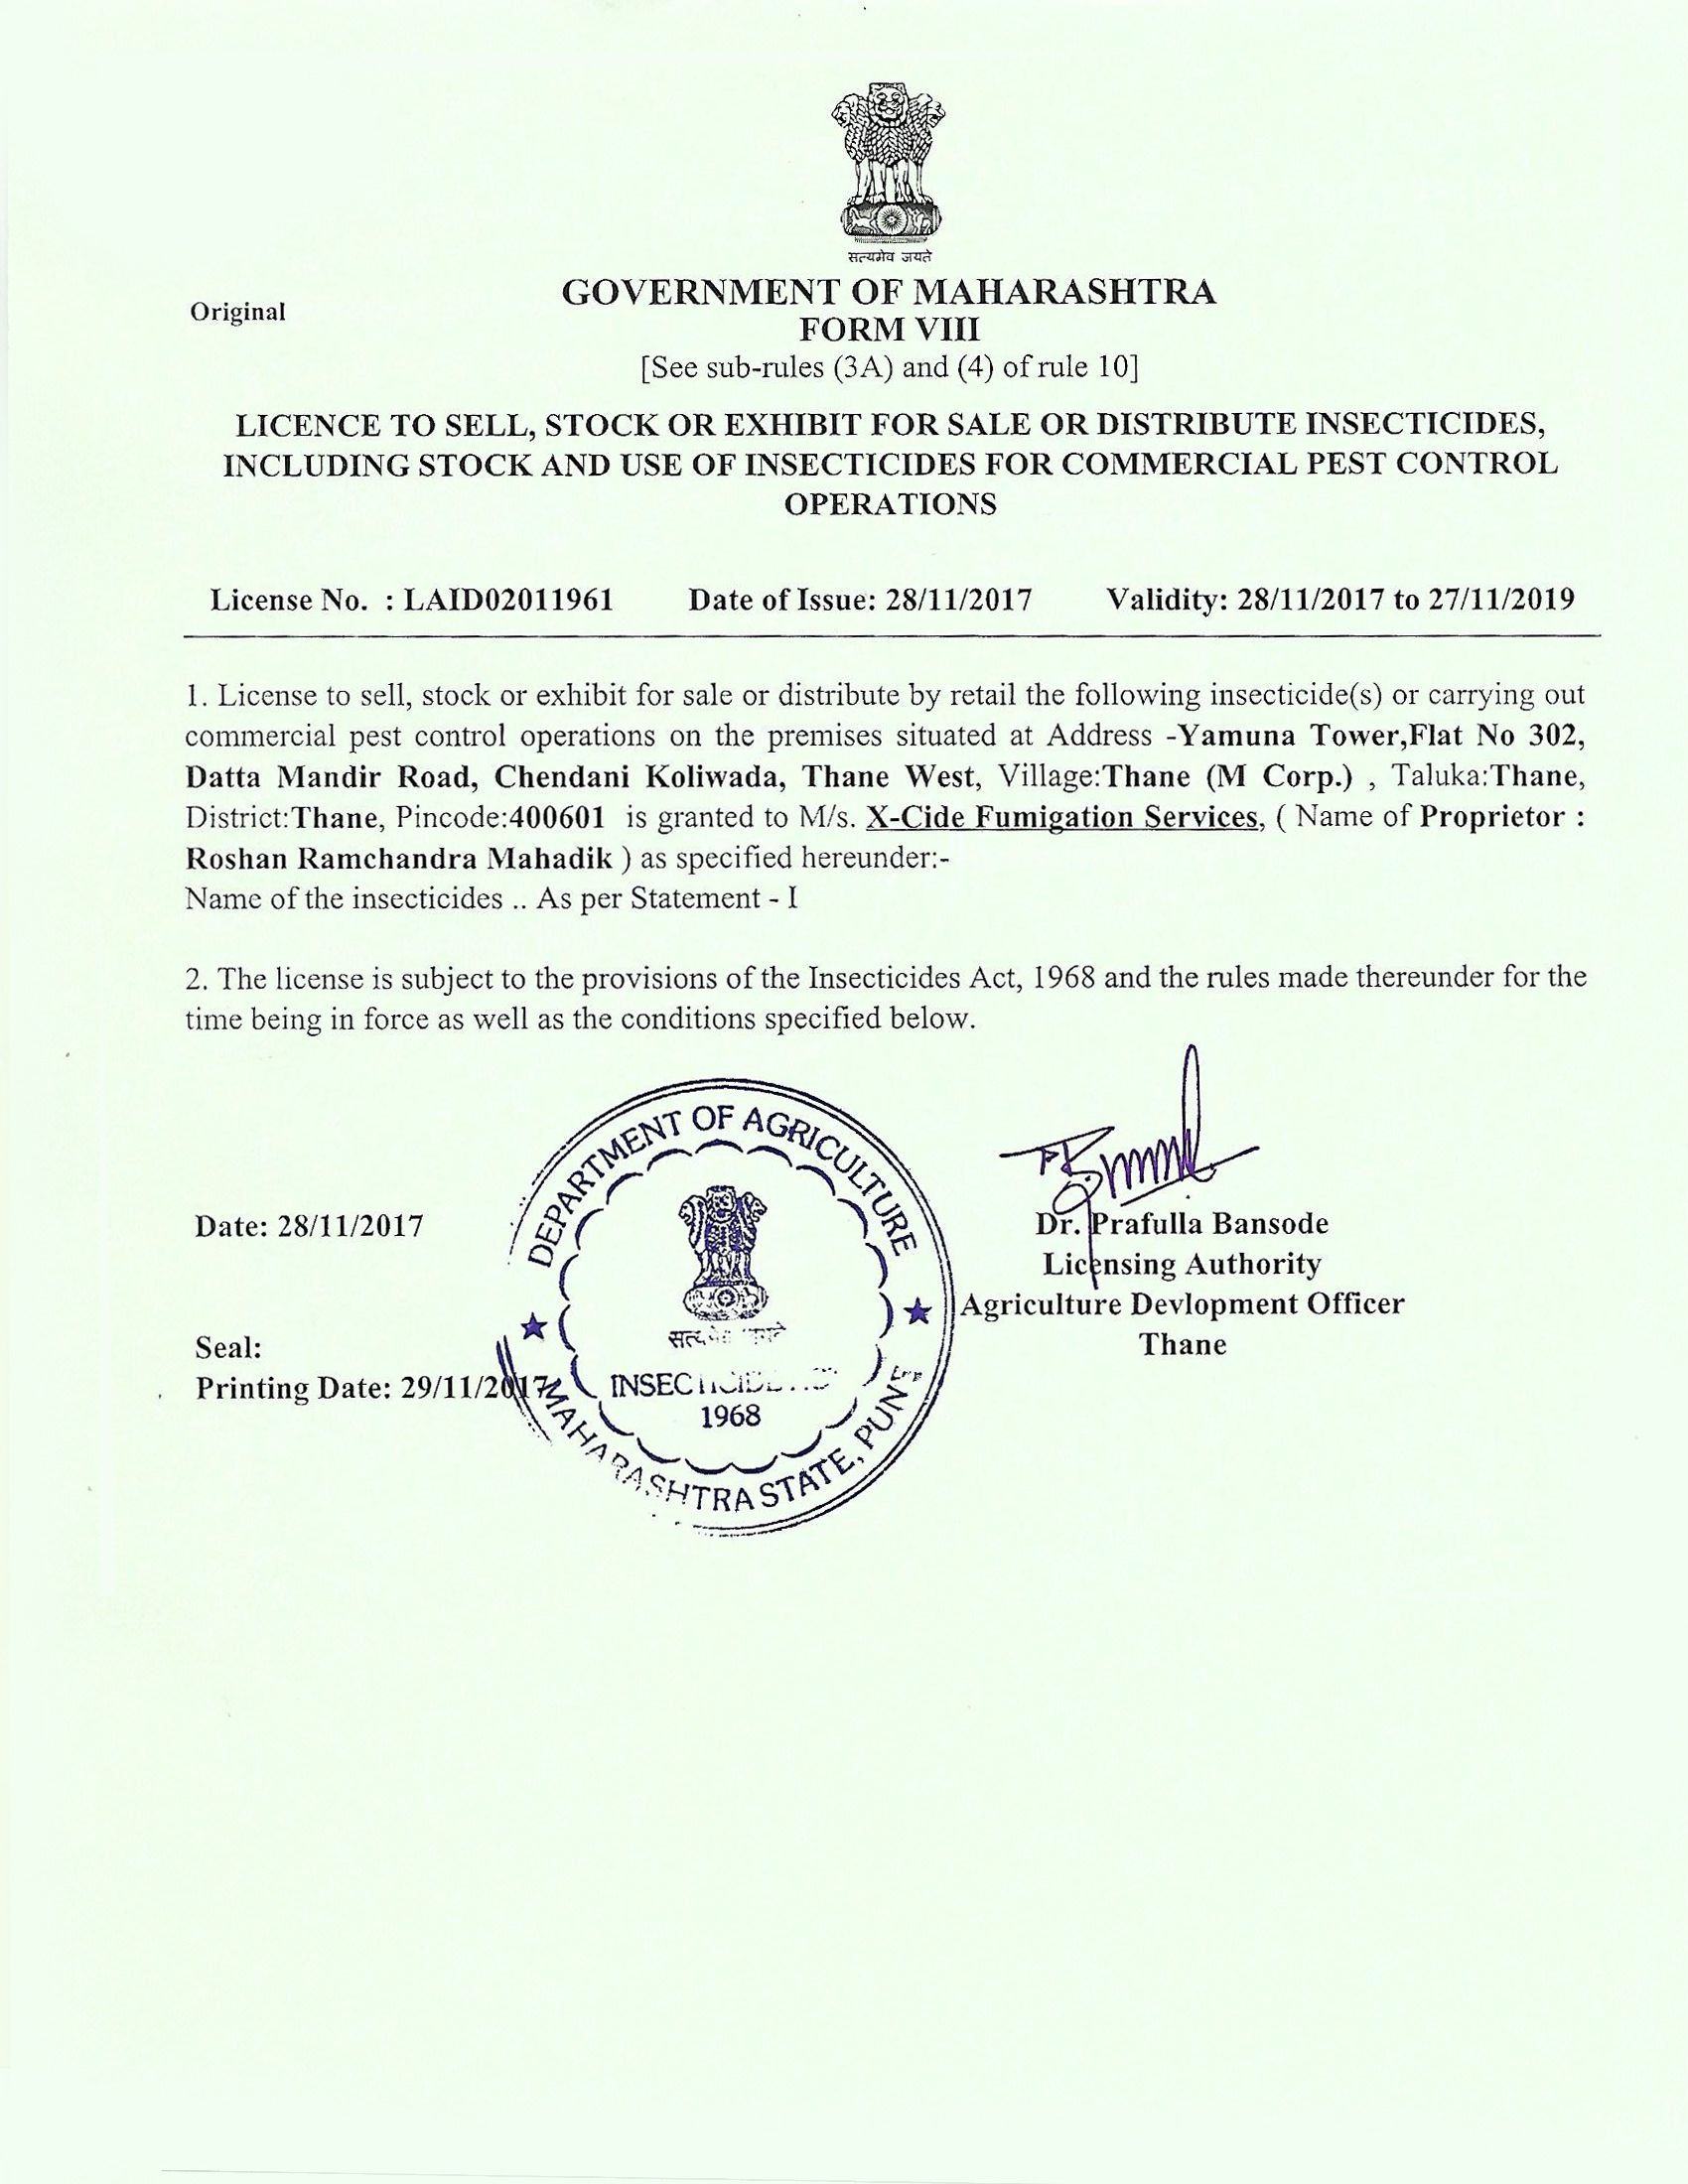 सत्यमेव जयते
Original
GOVERNMENT OF MAHARASHTRA
FORM VIII
[See sub-rules (3A) and (4) of rule 10]
LICENCE TO SELL, STOCK OR EXHIBIT FOR SALE OR DISTRIBUTE INSECTICIDES,
INCLUDING STOCK AND USE OF INSECTICIDES FOR COMMERCIAL PEST CONTROL
OPERATIONS
License No. : LAID02011961 Date of Issue: 28/11/2017 Validity: 28/11/2017 to 27/11/2019
1. License to sell, stock or exhibit for sale or distribute by retail the following insecticide(s) or carrying out
commercial pest control operations on the premises situated at Address -Yamuna Tower,Flat No 302,
Datta Mandir Road, Chendani Koliwada, Thane West, Village:Thane (M Corp.) , Taluka:Thane,
District:Thane, Pincode:400601 is granted to M/s. X-Cide Fumigation Services, ( Name of Proprietor :
Roshan Ramchandra Mahadik ) as specified hereunder:-
Name of the insecticides .. As per Statement - I
2. The license is subject to the provisions of the Insecticides Act, 1968 and the rules made thereunder for the
time being in force as well as the conditions specified below.
DEPARTMENT OF AGRICULTURE
MAHARASHTRA STATE, PUNE
1968
Date: 28/11/2017
Seal:
Printing Date: 29/11/2017
Dr. Prafulla Bansode
Licensing Authority
Agriculture Devlopment Officer
Thane